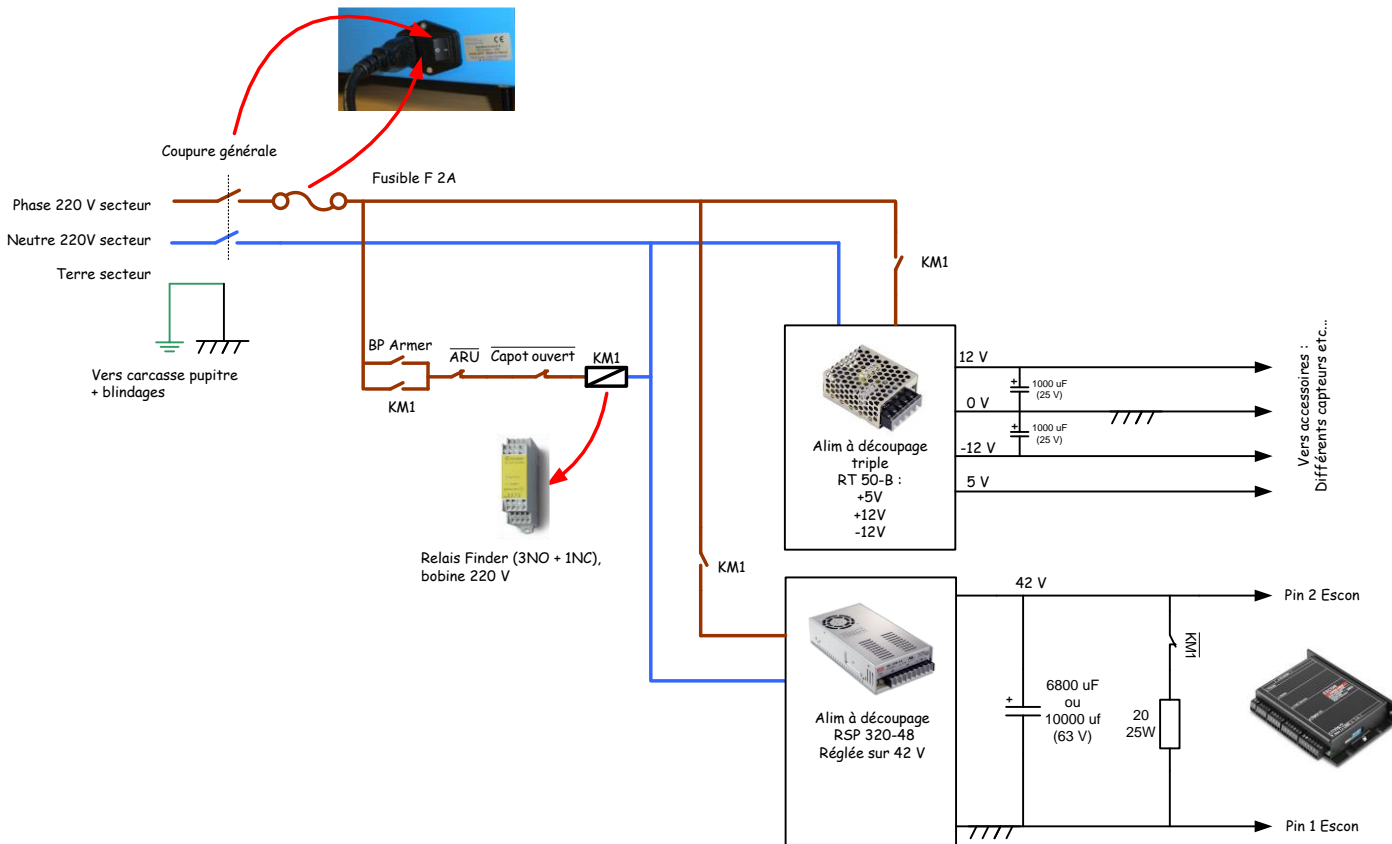 Coupure générale
Fusible F 2A
Phase 220 V secteur
Neutre 220V secteur
Terre secteur
Vers carcasse pupitre
+ blindages
BP Armer
KM1
ARU
Capot ouvert
KM1
Relais Finder (3NO + 1NC),
bobine 220 V
KM1
KM1
Alim à découpage
triple
RT 50-B :
+5V
+12V
-12V
12 V
+
1000 uF
(25 V)
0 V
+
1000 uF
(25 V)
-12 V
5 V
Vers accessoires :
Différents capteurs etc...
Alim à découpage
RSP 320-48
Réglée sur 42 V
42 V
+
6800 uF
ou
10000 uf
(63 V)
KM1
20
25W
Pin 2 Escon
Pin 1 Escon